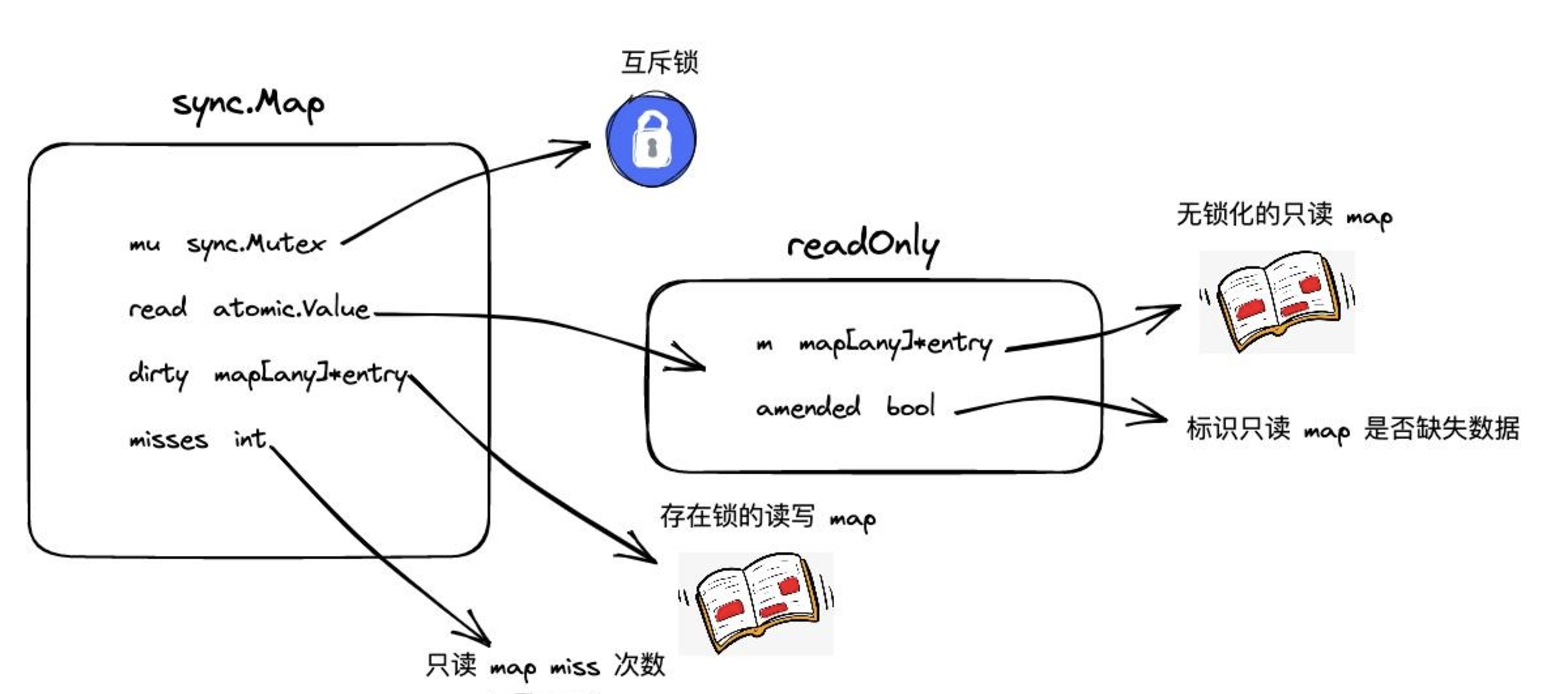 互斥锁
sync.Map
mu sync.Mutex
read atomic.Value
dirty map[any]*entry
misses int
readOnly
m map[any]*entry
amended bool
无锁化的只读 map
标识只读 map 是否缺失数据
存在锁的读写 map
只读 map miss 次数